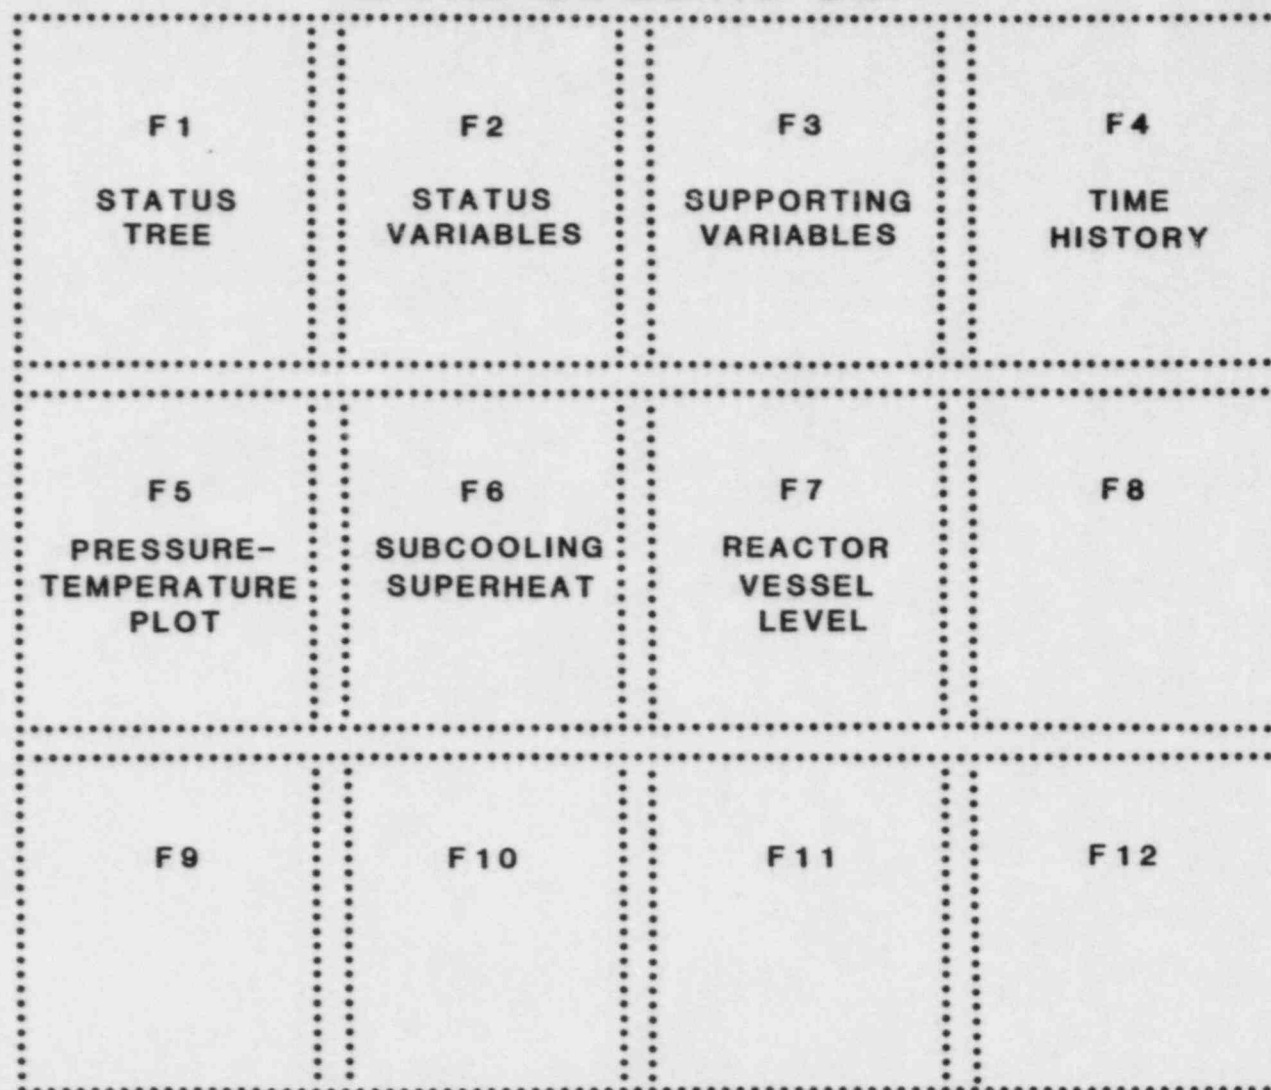 F1
STATUS
TREE
F2
STATUS
VARIABLES
F3
SUPPORTING
VARIABLES
F4
TIME
HISTORY
F5
PRESSURE-
TEMPERATURE
PLOT
F6
SUBCOOLING
SUPERHEAT
F7
REACTOR
VESSEL
LEVEL
F8
F9
F10
F11
F12